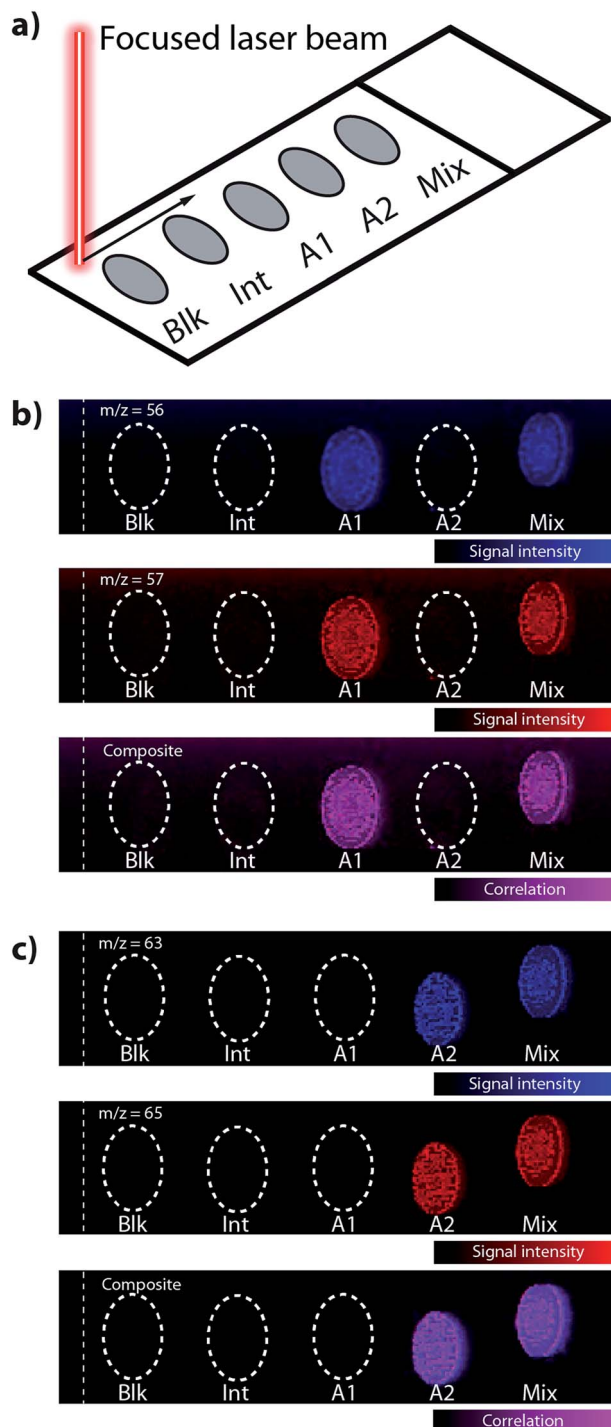 a)
Focused laser beam
Blk
Int
A1
A2
Mix
b)
m/z = 56
Blk Int A1 A2 Mix
Signal intensity
m/z = 57
Blk Int A1 A2 Mix
Signal intensity
Composite
Blk Int A1 A2 Mix
Correlation
c)
m/z = 63
Blk Int A1 A2 Mix
Signal intensity
m/z = 65
Blk Int A1 A2 Mix
Signal intensity
Composite
Blk Int A1 A2 Mix
Correlation